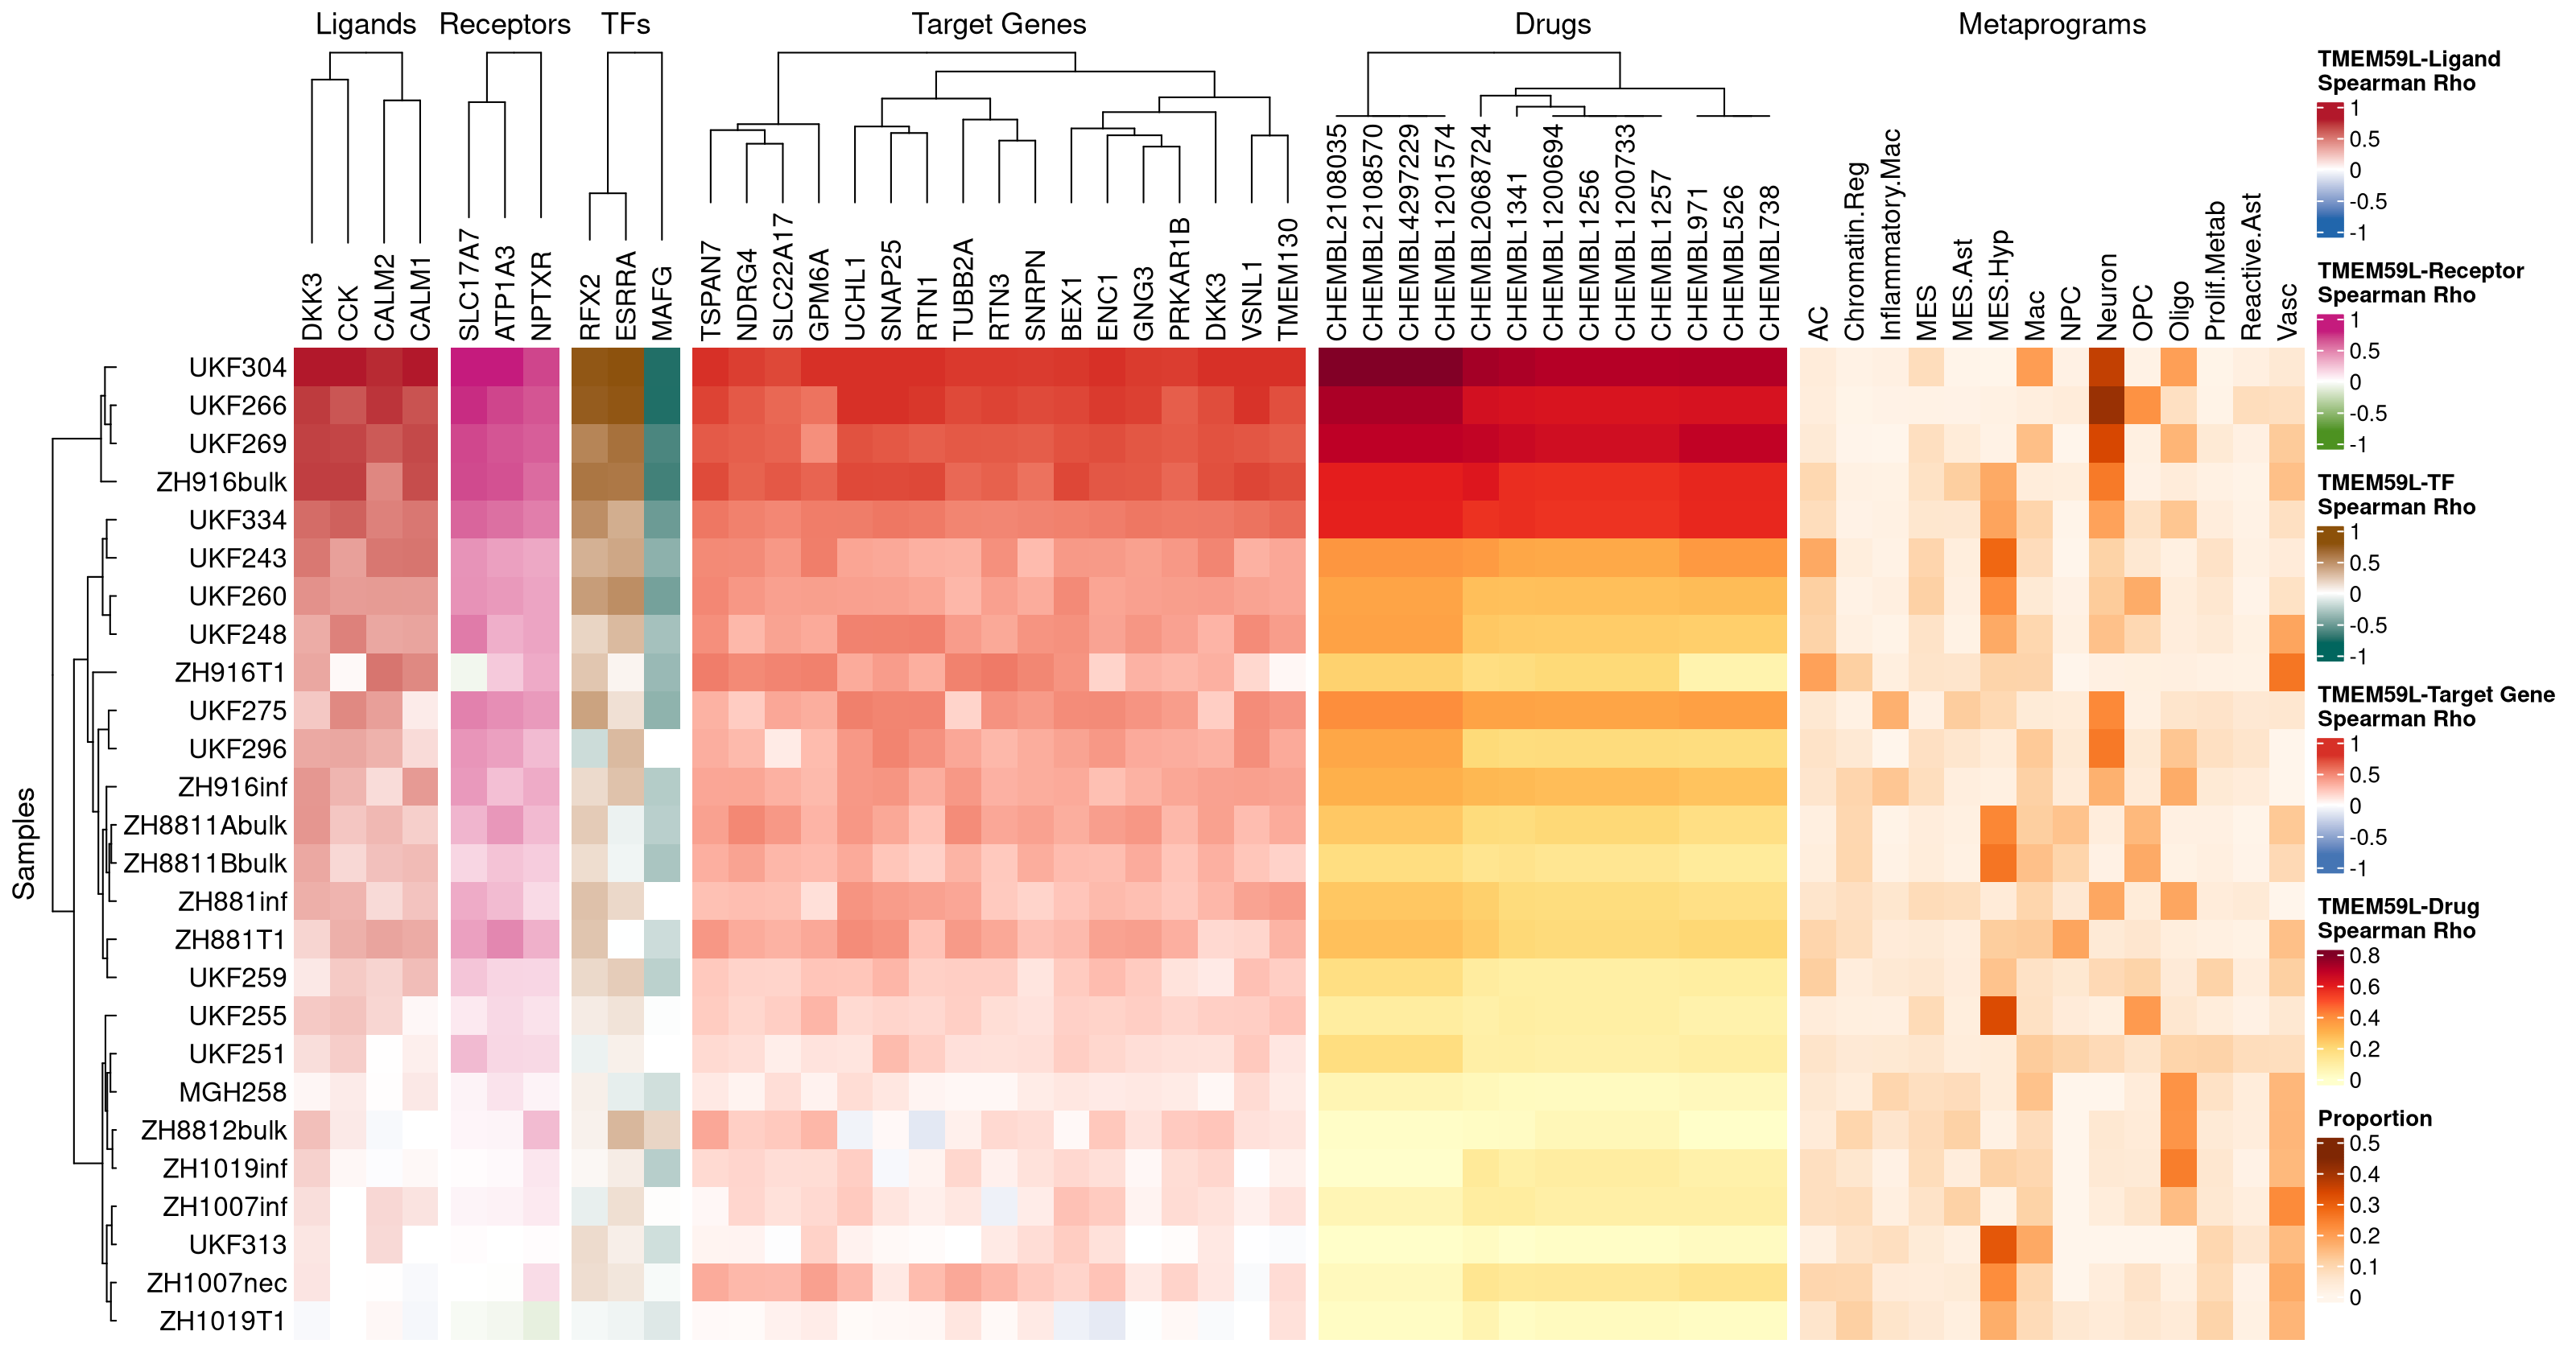 Ligands Receptors TFs Target Genes Drugs Metaprograms
DKK3
CCK
CALM2
CALM1
SLC17A7
ATP1A3
NPTXR
RFX2
ESRRA
MAFG
TSPAN7
NDRG4
SLC22A17
GPM6A
UCHL1
SNAP25
RTN1
TUBB2A
RTN3
SNRPN
BEX1
ENC1
GNG3
PRKAR1B
DKK3
VSNL1
TMEM130
CHEMBL2108035
CHEMBL2108570
CHEMBL4297229
CHEMBL1201574
CHEMBL2068724
CHEMBL1341
CHEMBL1200694
CHEMBL1256
CHEMBL1200733
CHEMBL1257
CHEMBL971
CHEMBL526
CHEMBL738
AC
Chromatin.Reg
Inflammatory.Mac
MES
MES.Ast
MES.Hyp
Mac
NPC
Neuron
OPC
Oligo
Prolif.Metab
Reactive.Ast
Vasc
Samples
UKF304
UKF266
UKF269
ZH916bulk
UKF334
UKF243
UKF260
UKF248
ZH916T1
UKF275
UKF296
ZH916inf
ZH8811Abulk
ZH8811Bbulk
ZH881inf
ZH881T1
UKF259
UKF255
UKF251
MGH258
ZH8812bulk
ZH1019inf
ZH1007inf
UKF313
ZH1007nec
ZH1019T1
TMEM59L-Ligand
Spearman Rho
1
0.5
0
-0.5
-1
TMEM59L-Receptor
Spearman Rho
1
0.5
0
-0.5
-1
TMEM59L-TF
Spearman Rho
1
0.5
0
-0.5
-1
TMEM59L-Target Gene
Spearman Rho
1
0.5
0
-0.5
-1
TMEM59L-Drug
Spearman Rho
0.8
0.6
0.4
0.2
0
Proportion
0.5
0.4
0.3
0.2
0.1
0